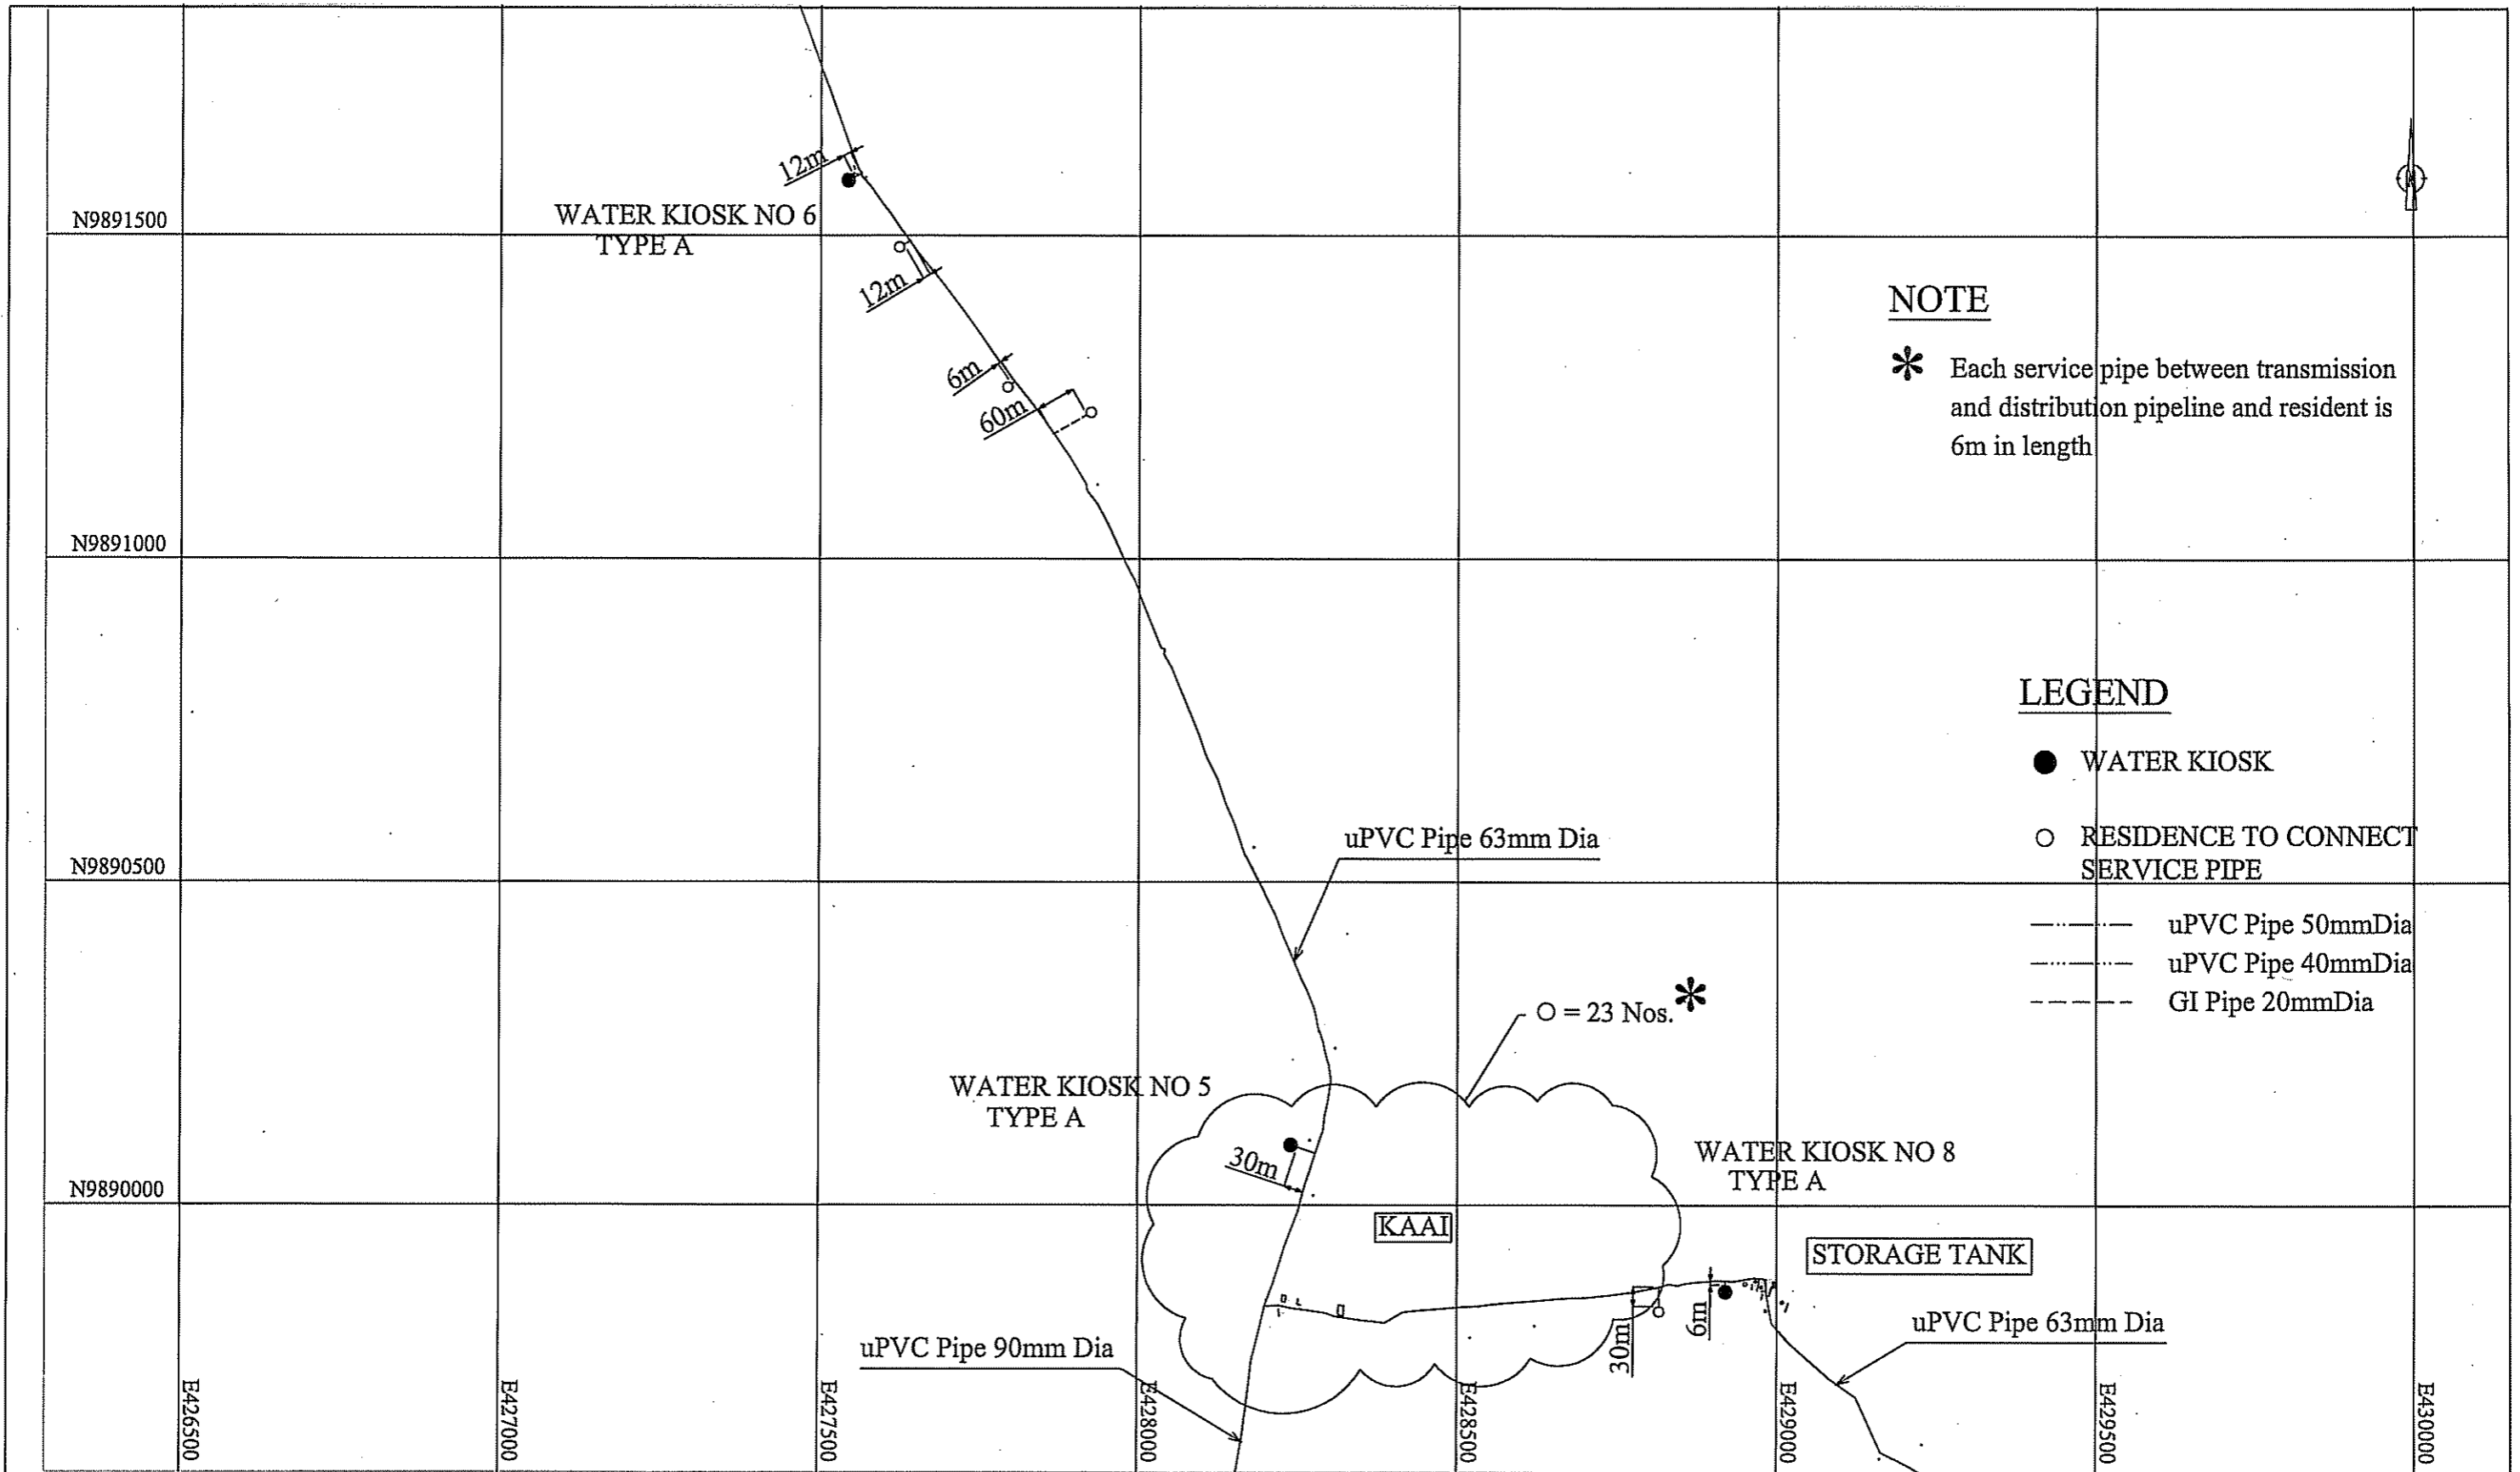 12m
WATER KIOSK NO 6
TYPE A
N9891500
12m
NOTE
6m
* Each service pipe between transmission
and distribution pipeline and resident is
6m in length
60m
N9891000
LEGEND
WATER KIOSK
RESIDENCE TO CONNECT
SERVICE PIPE
uPVC Pipe 63mm Dia
N9890500
uPVC Pipe 50mmDia
uPVC Pipe 40mmDia
GI Pipe 20mmDia
O = 23 Nos. *
WATER KIOSK NO 5
TYPE A
WATER KIOSK NO 8
TYPE A
30m
N9890000
KAAI
STORAGE TANK
30m
6m
uPVC Pipe 63mm Dia
uPVC Pipe 90mm Dia
E426500
E427000
E427500
E428000
E428500
E429000
E429500
E430000